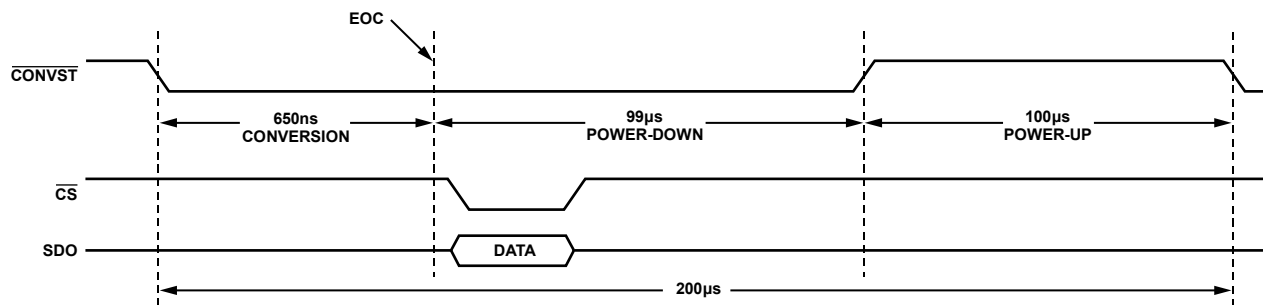 EOC
CONVST
650ns
CONVERSION
99µs
POWER-DOWN
100µs
POWER-UP
CS
SDO
DATA
200µs